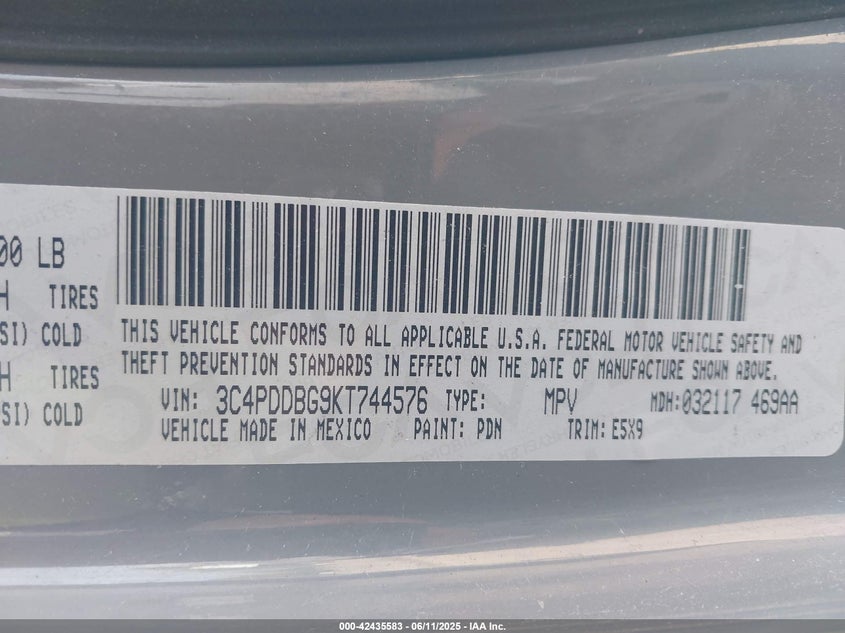 00 LB
H TIRES
SI) COLD
H TIRES
SI) COLD
THIS VEHICLE CONFORMS TO ALL APPLICABLE U.S.A. FEDERAL MOTOR VEHICLE SAFETY AND
THEFT PREVENTION STANDARDS IN EFFECT ON THE DATE OF MANUFACTURE SHOWN ABOVE.
VIN: 3C4PDDBG9KT744576 TYPE: MPV MDH:032117 469AA
VEHICLE MADE IN MEXICO PAINT: PDN TRIM: E5X9
000-42435583 - 06/11/2025 - IAA Inc.